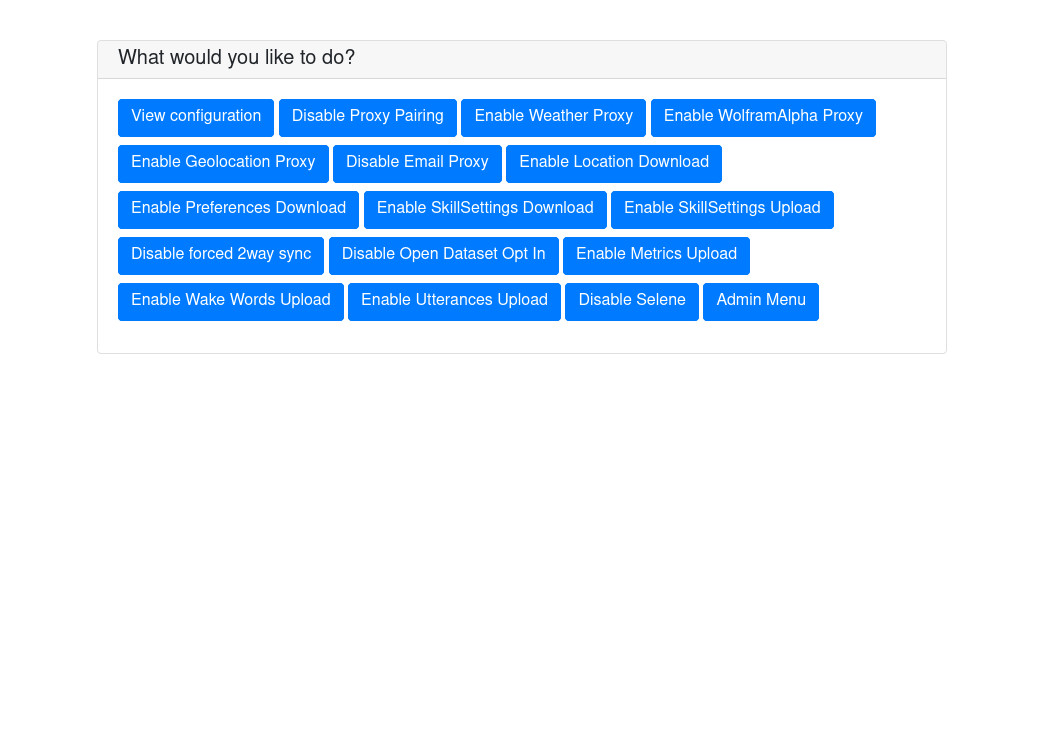 What would you like to do?
View configuration Disable Proxy Pairing Enable Weather Proxy Enable WolframAlpha Proxy
Enable Geolocation Proxy Disable Email Proxy Enable Location Download
Enable Preferences Download Enable SkillSettings Download Enable SkillSettings Upload
Disable forced 2way sync Disable Open Dataset Opt In Enable Metrics Upload
Enable Wake Words Upload Enable Utterances Upload Disable Selene Admin Menu